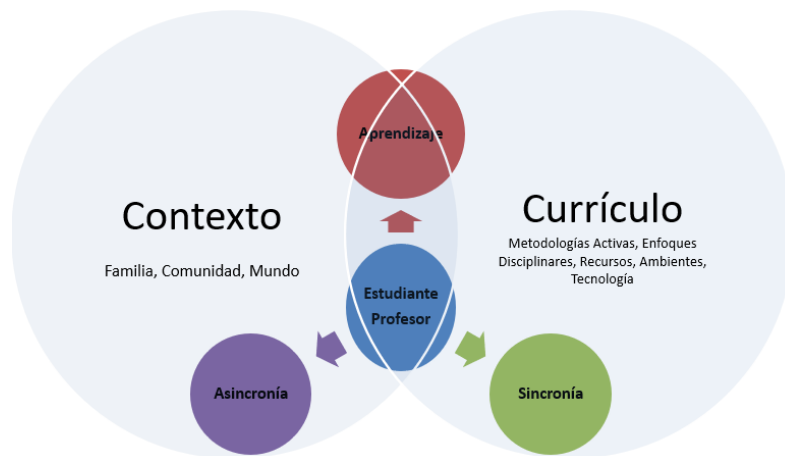 Aprendizaje
Contexto
Familia, Comunidad, Mundo
Currículo
Metodologías Activas, Enfoques
Disciplinares, Recursos, Ambientes,
Tecnología
Estudiante
Profesor
Asincronía
Sincronía